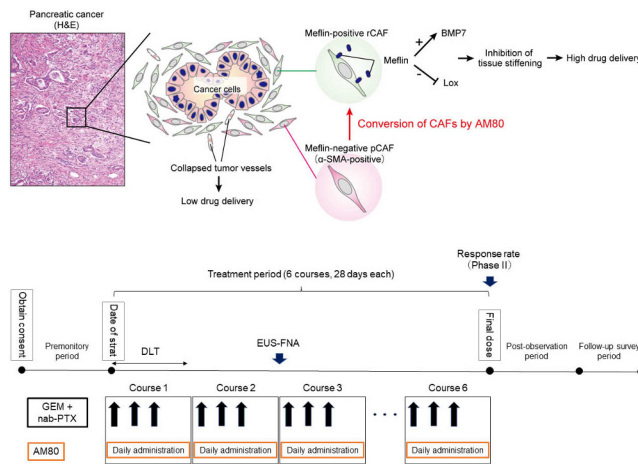 Pancreatic cancer
(H&E)
Cancer cells
Collapsed tumor vessels
Low drug delivery
Meflin-positive rCAF
Meflin
+
BMP7
-
Lox
Inhibition of
tissue stiffening
High drug delivery
Conversion of CAFs by AM80
Meflin-negative pCAF
(α-SMA-positive)
Response rate
(Phase II)
Treatment period (6 courses, 28 days each)
Obtain consent
Premonitory
period
Date of strat
DLT
EUS-FNA
Final dose
Post-observation
period
Follow-up survey
period
Course 1
Course 2
Course 3
Course 6
GEM +
nab-PTX
• • •
AM80
Daily administration
Daily administration
Daily administration
Daily administration